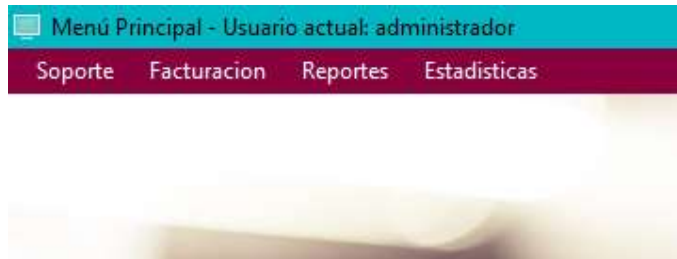 Menú Principal - Usuario actual: administrador
Soporte Facturacion Reportes Estadisticas